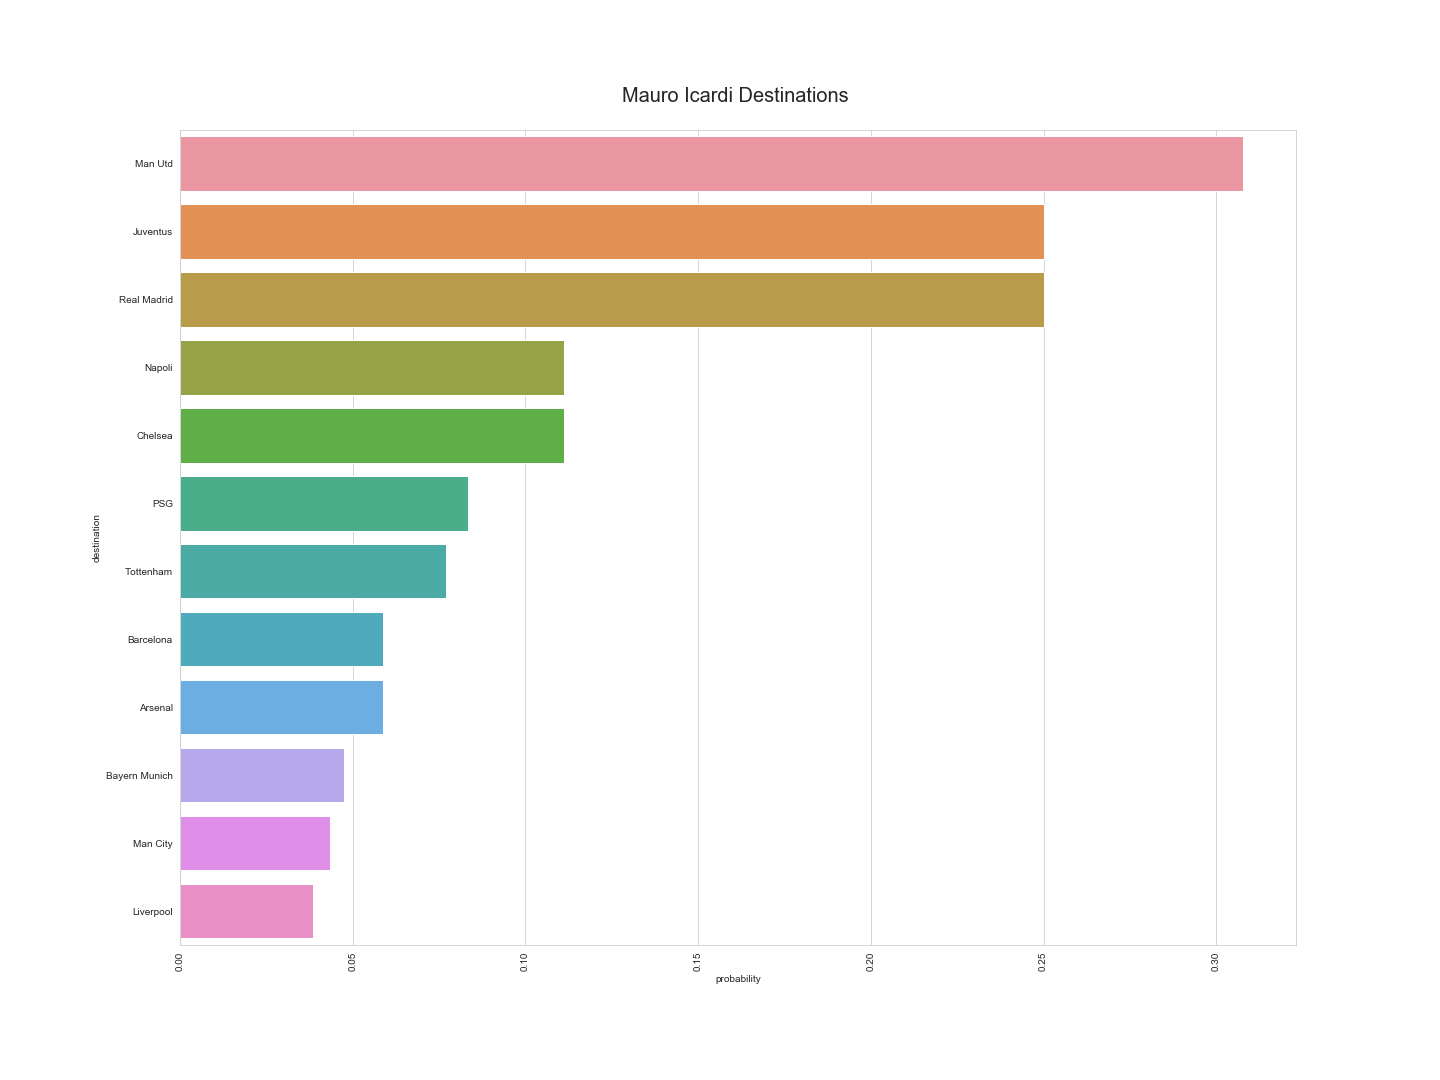 Mauro Icardi Destinations
Man Utd
Juventus
Real Madrid
Napoli
Chelsea
PSG
destination
Tottenham
Barcelona
Arsenal
Bayern Munich
Man City
Liverpool
0.00 0.05 0.10 0.15 0.20 0.25 0.30
probability